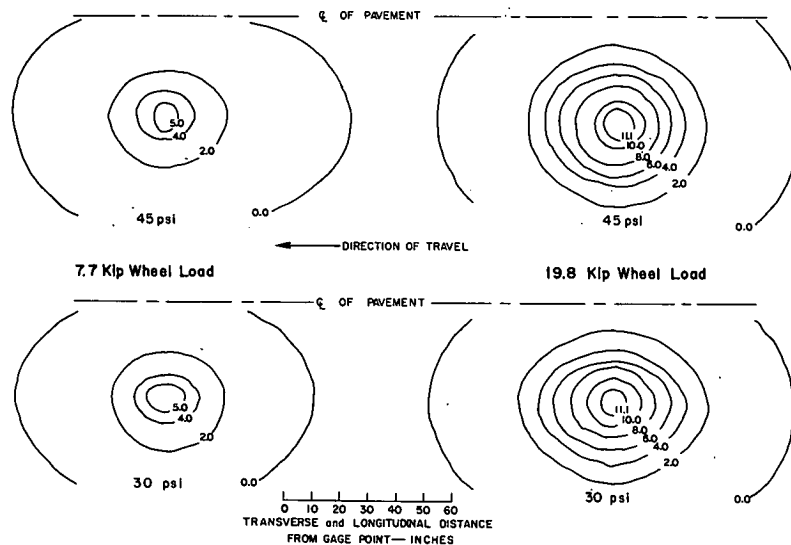 ℄ OF PAVEMENT
5.0
4.0
2.0
0.0
45 psi
11.1
10.0
8.0
6.0
4.0
2.0
0.0
45 psi
DIRECTION OF TRAVEL
7.7 Kip Wheel Load
19.8 Kip Wheel Load
℄ OF PAVEMENT
5.0
4.0
2.0
0.0
30 psi
11.1
10.0
8.0
6.0
4.0
2.0
0.0
30 psi
0 10 20 30 40 50 60
TRANSVERSE and LONGITUDINAL DISTANCE
FROM GAGE POINT— INCHES